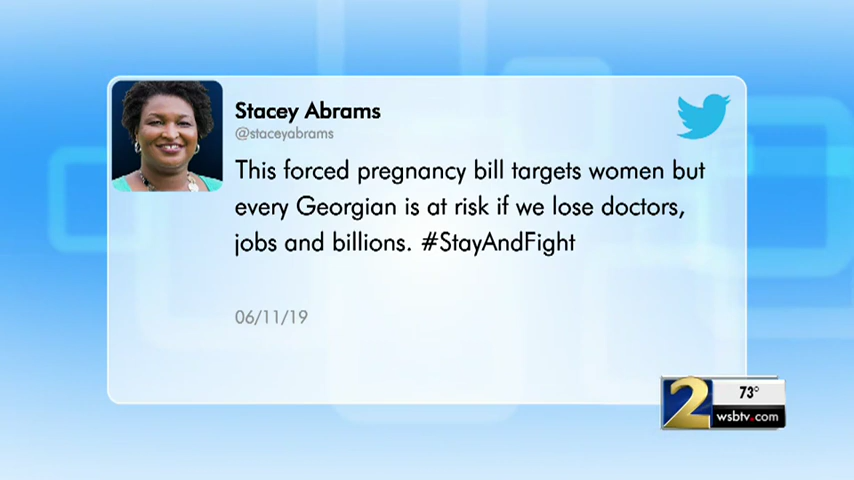 Stacey Abrams
@staceyabrams
This forced pregnancy bill targets women but
every Georgian is at risk if we lose doctors,
jobs and billions. #StayAndFight
06/11/19
2
73°
wsbtv.com